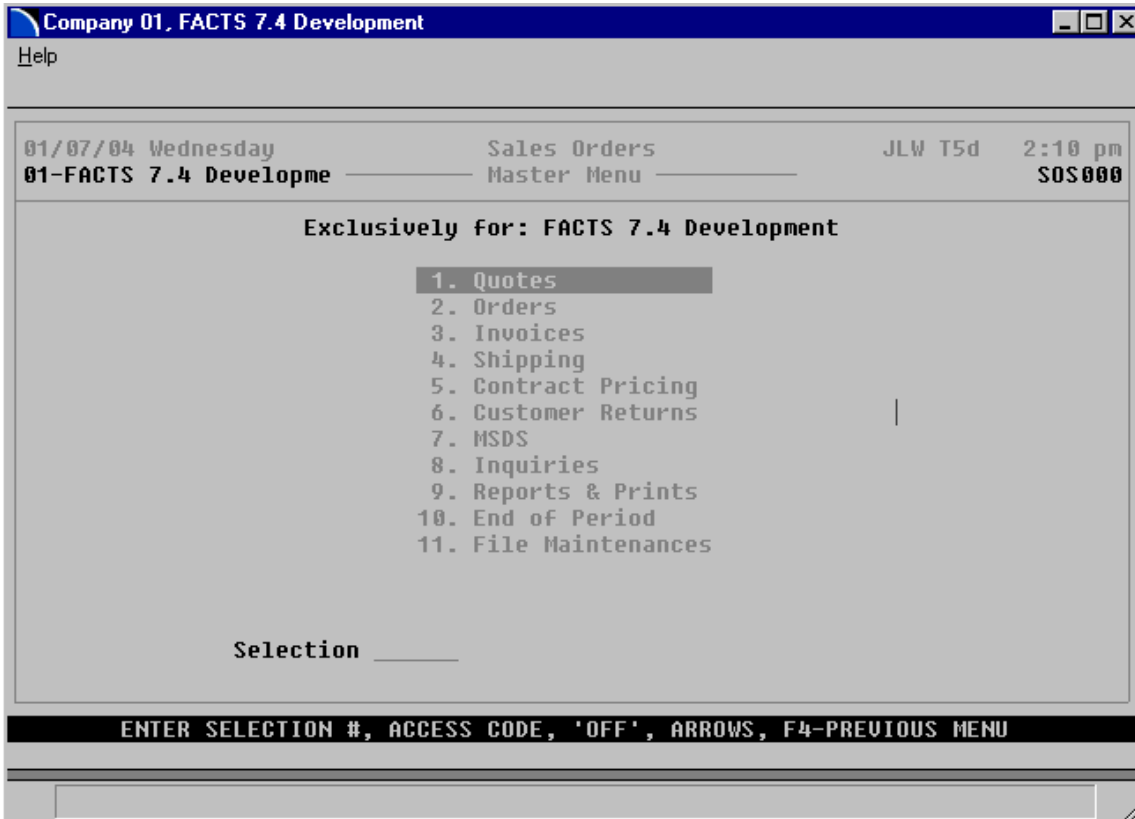 Company 01, FACTS 7.4 Development
Help
01/07/04 Wednesday Sales Orders JLW T5d 2:10 pm
01-FACTS 7.4 Developme Master Menu SOS000
Exclusively for: FACTS 7.4 Development
1. Quotes
2. Orders
3. Invoices
4. Shipping
5. Contract Pricing
6. Customer Returns
7. MSDS
8. Inquiries
9. Reports & Prints
10. End of Period
11. File Maintenances
Selection ______
ENTER SELECTION #, ACCESS CODE, 'OFF', ARROWS, F4-PREVIOUS MENU